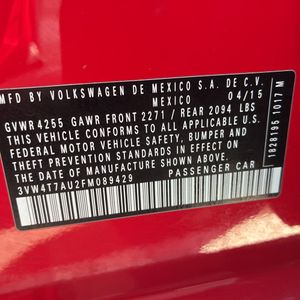 MFD BY VOLKSWAGEN DE MEXICO S.A. DE C.V.
MEXICO 04/15
GVWR4255 GAWR FRONT 2271 / REAR 2094 LBS
THIS VEHICLE CONFORMS TO ALL APPLICABLE
FEDERAL MOTOR VEHICLE SAFETY, BUMPER AND
THEFT PREVENTION STANDARDS IN EFFECT ON
THE DATE OF MANUFACTURE SHOWN ABOVE.
3VW4T7AU2FM089429 PASSENGER CAR
1828195 1017 M